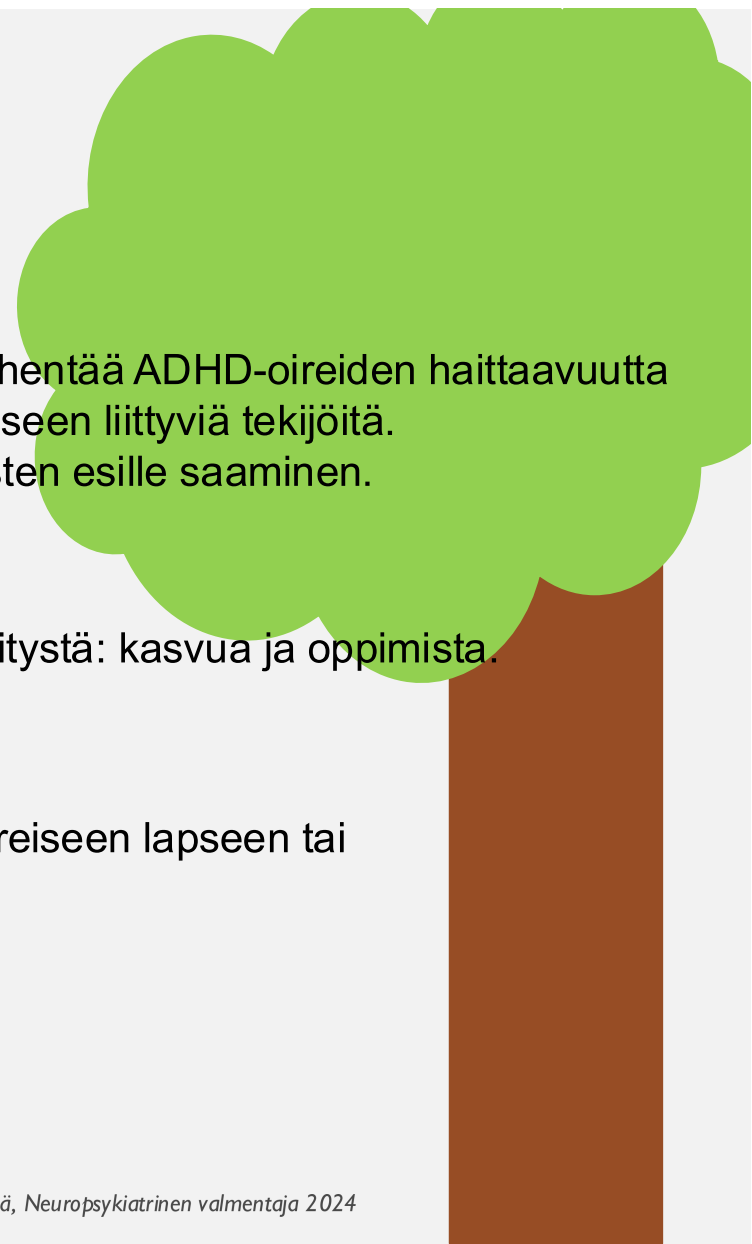 hentää ADHD-oireiden haittaavuutta
seen liittyviä tekijöitä.
sten esille saaminen.
itystä: kasvua ja oppimista.
reiseen lapseen tai
ä, Neuropsykiatrinen valmentaja 2024